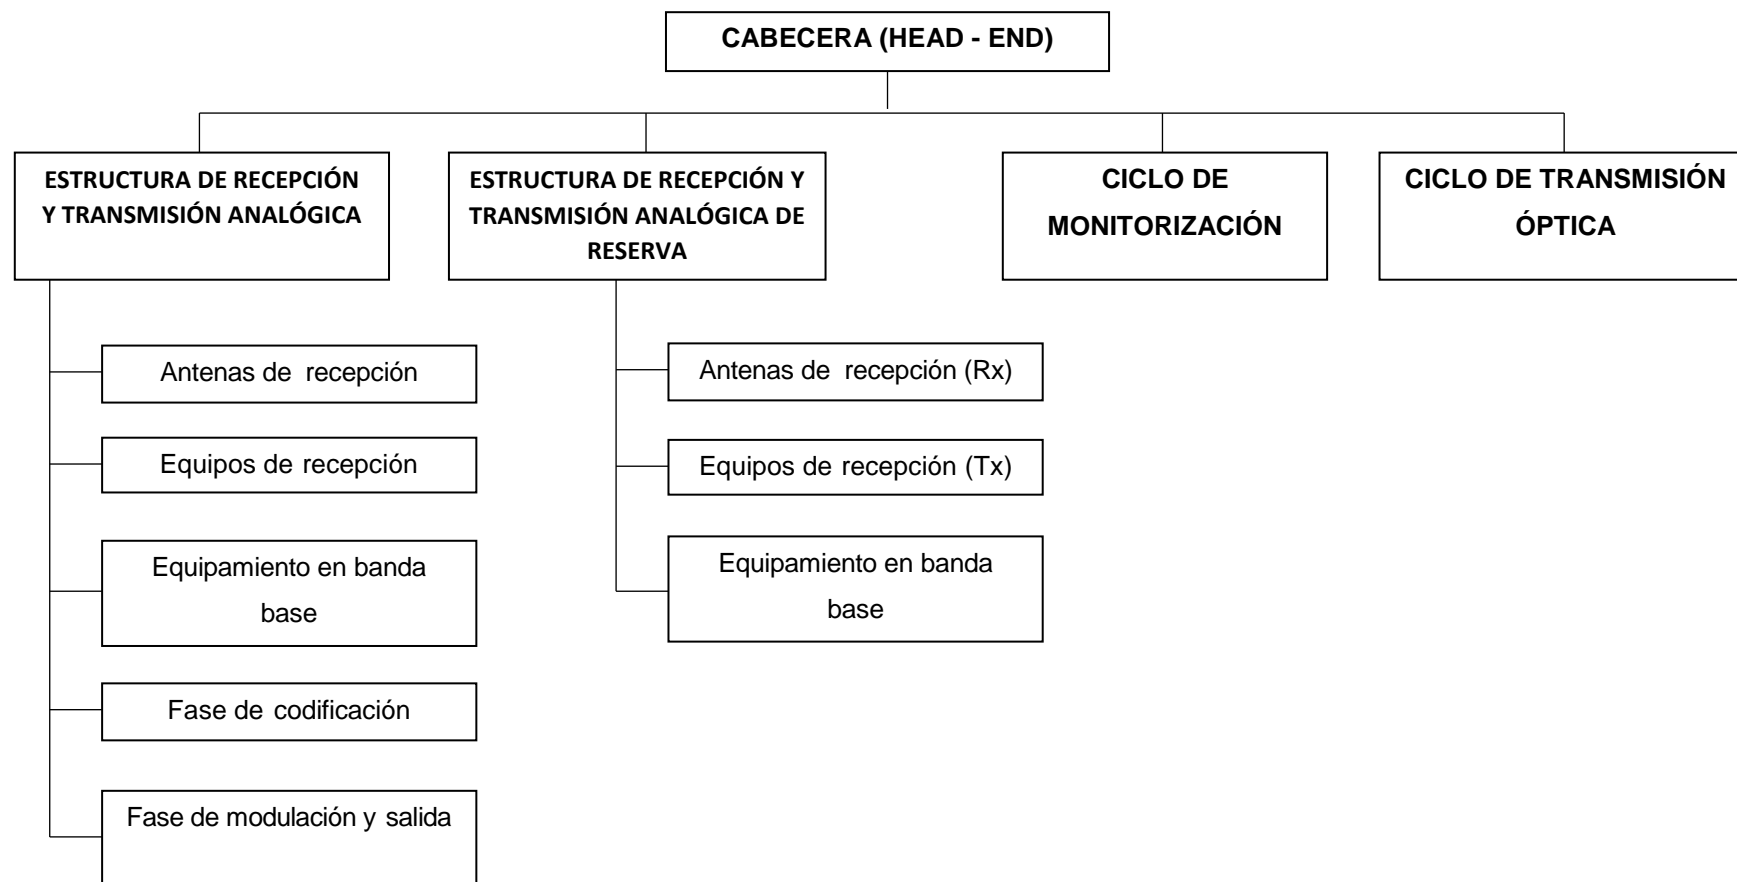 CABECERA (HEAD - END)
ESTRUCTURA DE RECEPCIÓN
Y TRANSMISIÓN ANALÓGICA
ESTRUCTURA DE RECEPCIÓN Y
TRANSMISIÓN ANALÓGICA DE
RESERVA
CICLO DE
MONITORIZACIÓN
CICLO DE TRANSMISIÓN
ÓPTICA
Antenas de recepción
Equipos de recepción
Equipamiento en banda
base
Fase de codificación
Fase de modulación y salida
Antenas de recepción (Rx)
Equipos de recepción (Tx)
Equipamiento en banda
base